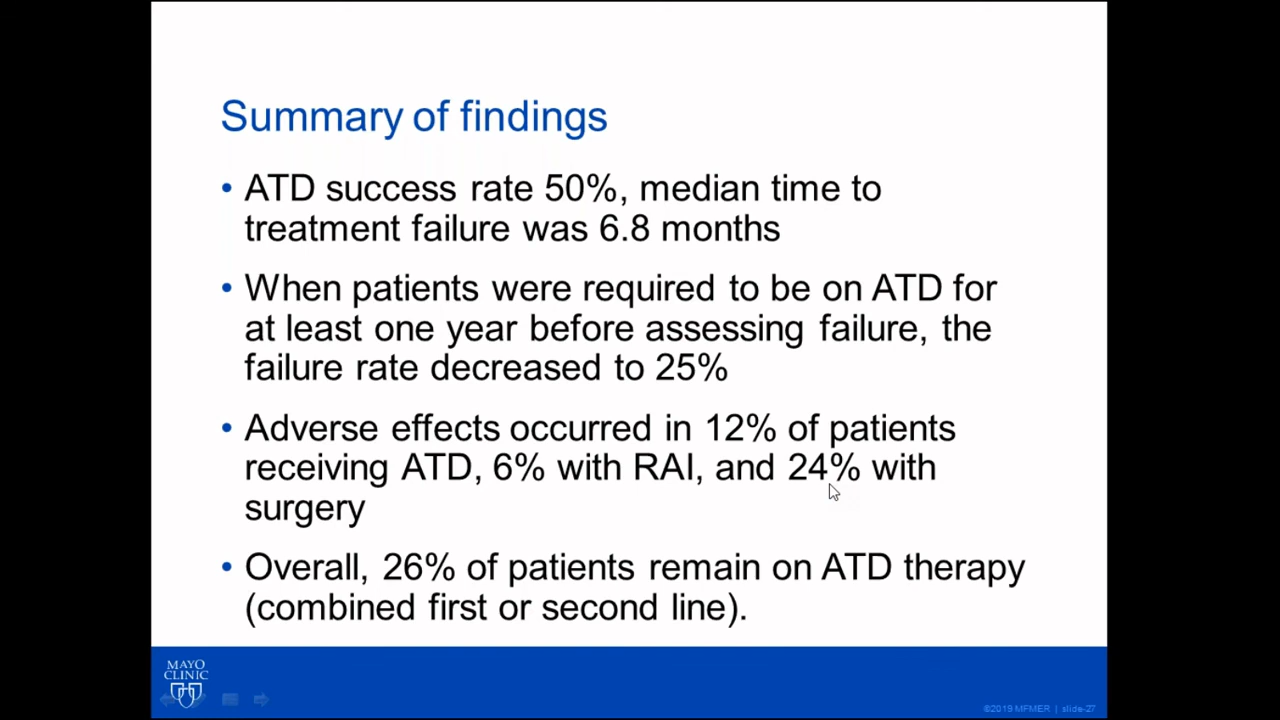 Summary of findings
• ATD success rate 50%, median time to
treatment failure was 6.8 months
• When patients were required to be on ATD for
at least one year before assessing failure, the
failure rate decreased to 25%
• Adverse effects occurred in 12% of patients
receiving ATD, 6% with RAI, and 24% with
surgery
• Overall, 26% of patients remain on ATD therapy
(combined first or second line).
MAYO
CLINIC
©2019 MFMER | slide-27